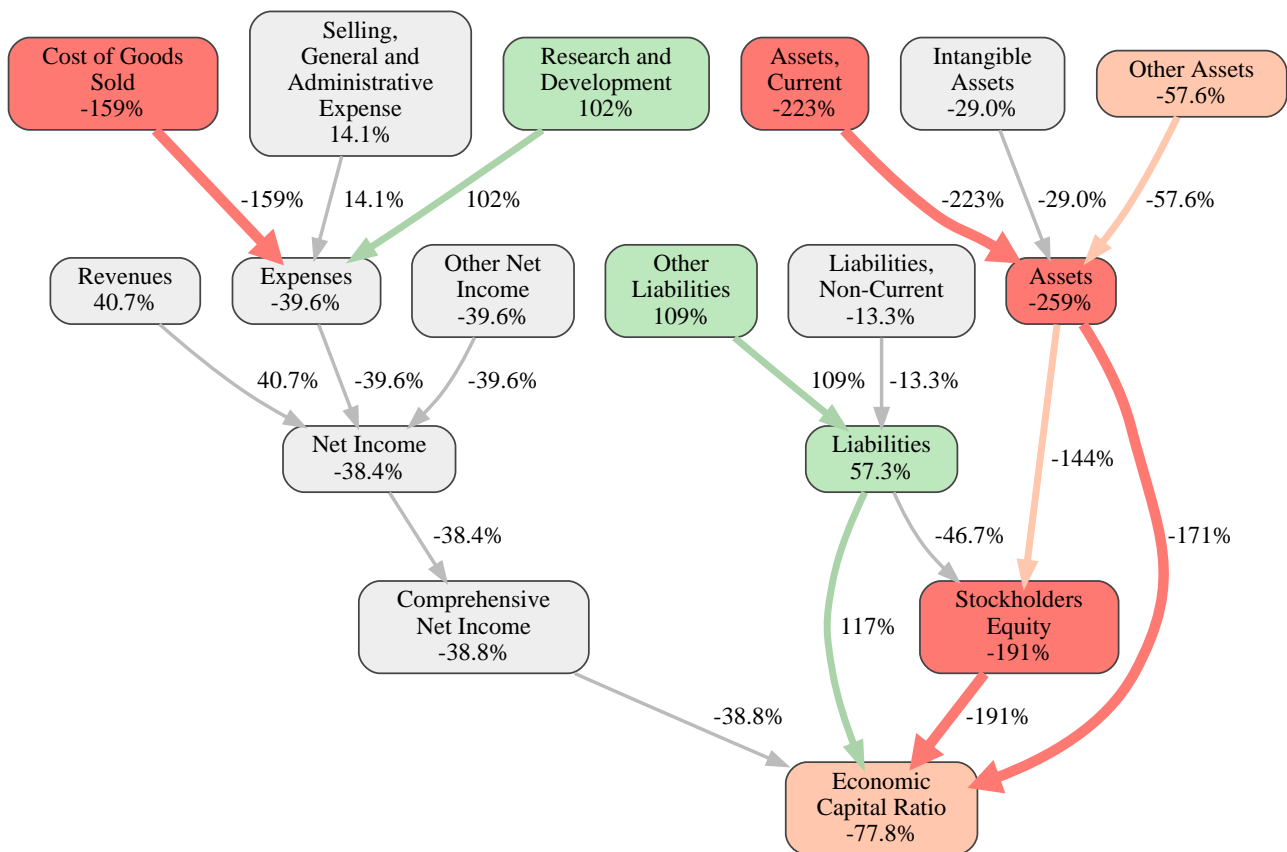 Cost of Goods
Sold
-159%
Selling,
General and
Administrative
Expense
14.1%
Research and
Development
102%
Assets,
Current
-223%
Intangible
Assets
-29.0%
Other Assets
-57.6%
-159%
14.1%
102%
-223%
-29.0%
-57.6%
Revenues
40.7%
Expenses
-39.6%
Other Net
Income
-39.6%
Other
Liabilities
109%
Liabilities,
Non-Current
-13.3%
Assets
-259%
40.7%
-39.6%
-39.6%
109%
-13.3%
-144%
-171%
Net Income
-38.4%
Liabilities
57.3%
-38.4%
-46.7%
Comprehensive
Net Income
-38.8%
117%
Stockholders
Equity
-191%
-38.8%
-191%
Economic
Capital Ratio
-77.8%